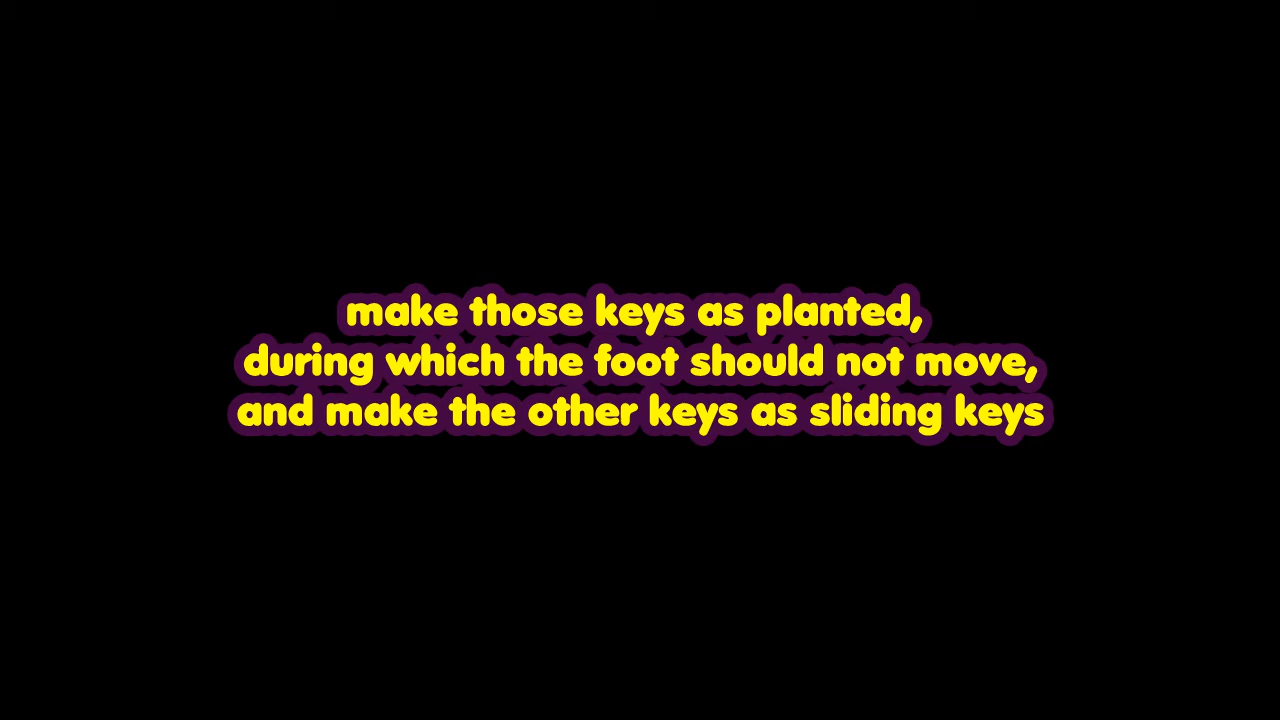 make those keys as planted,
during which the foot should not move,
and make the other keys as sliding keys